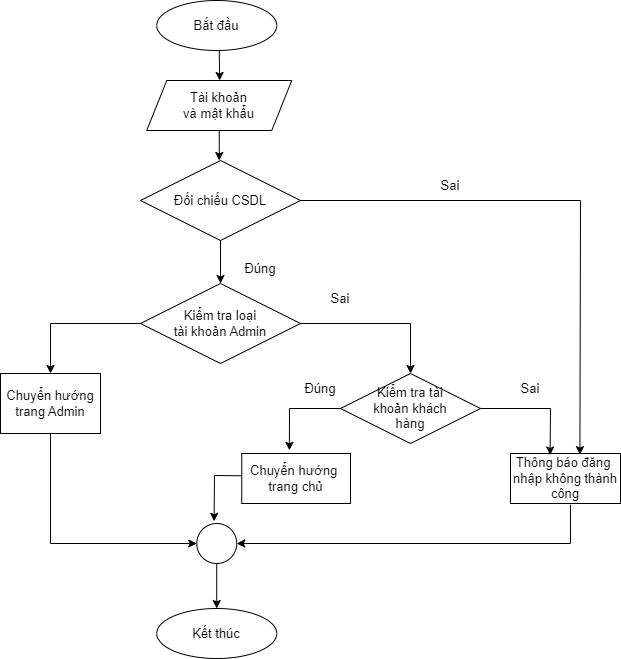 Bắt đầu
Tài khoản
và mật khẩu
Đối chiếu CSDL
Sai
Đúng
Kiểm tra loại
tài khoản Admin
Sai
Chuyển hướng
trang Admin
Đúng
Kiểm tra tài
khoản khách
hàng
Sai
Chuyển hướng
trang chủ
Thông báo đăng
nhập không thành
công
Kết thúc